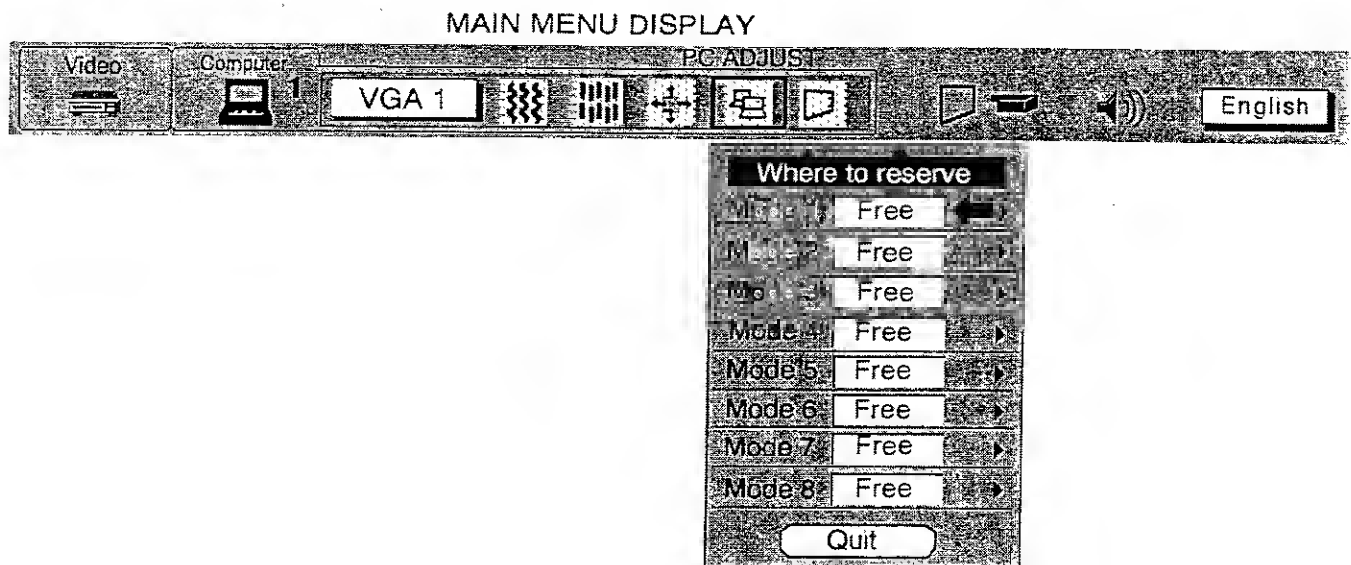 MAIN MENU DISPLAY
Video Computer 1 PC ADJUST
VGA 1 English
Where to reserve
Free
Free
Free
Mode 4 Free
Mode 5 Free
Mode 6 Free
Mode 7 Free
Mode 8 Free
Quit